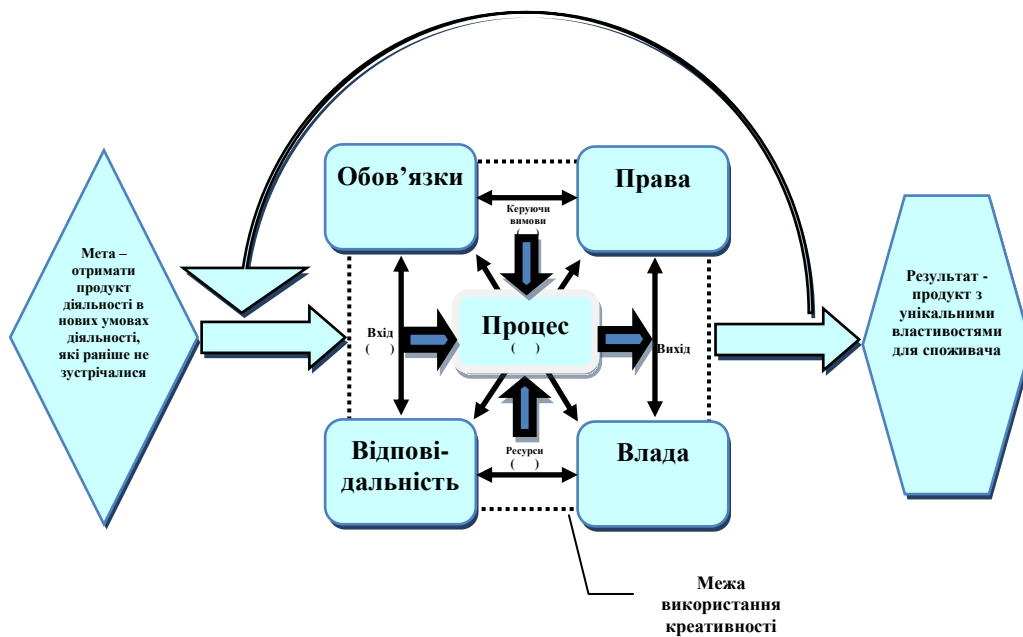 Мета –
отримати
продукт
діяльності в
нових умовах
діяльності,
які раніше не
зустрічалися
Обов’язки
Права
Керуючи
вимови
( )
Вхід
( )
Процес
( )
Вихід
Відпові-
дальність
Ресурси
( )
Влада
Результат -
продукт з
унікальними
властивостями
для споживача
Межа
використання
креативності